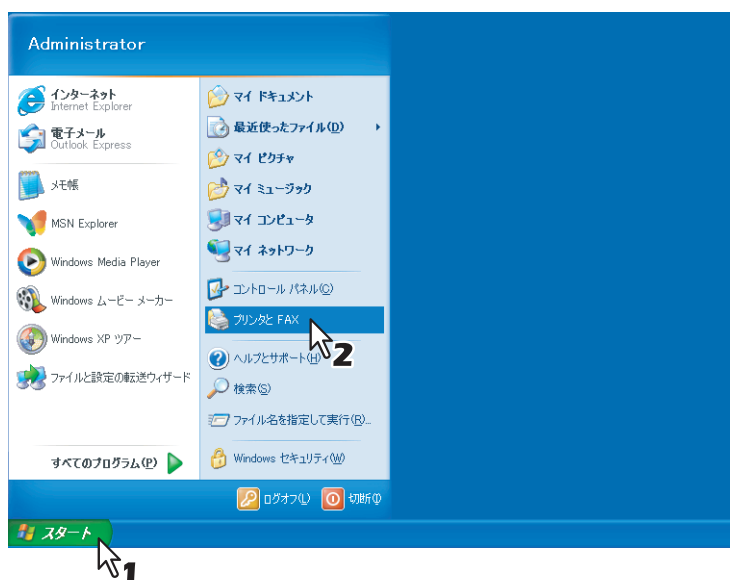 Administrator
インターネット
Internet Explorer
電子メール
Outlook Express
メモ帳
MSN Explorer
Windows Media Player
Windows ムービー メーカー
Windows XP ツアー
ファイルと設定の転送ウィザード
すべてのプログラム(P)
マイ ドキュメント
最近使ったファイル(D)
マイ ピクチャ
マイ ミュージック
マイ コンピュータ
マイ ネットワーク
コントロール パネル(C)
プリンタと FAX
2
ヘルプとサポート(H)
検索(S)
ファイル名を指定して実行(R)...
Windows セキュリティ(W)
ログオフ(L)
切断(I)
スタート
1